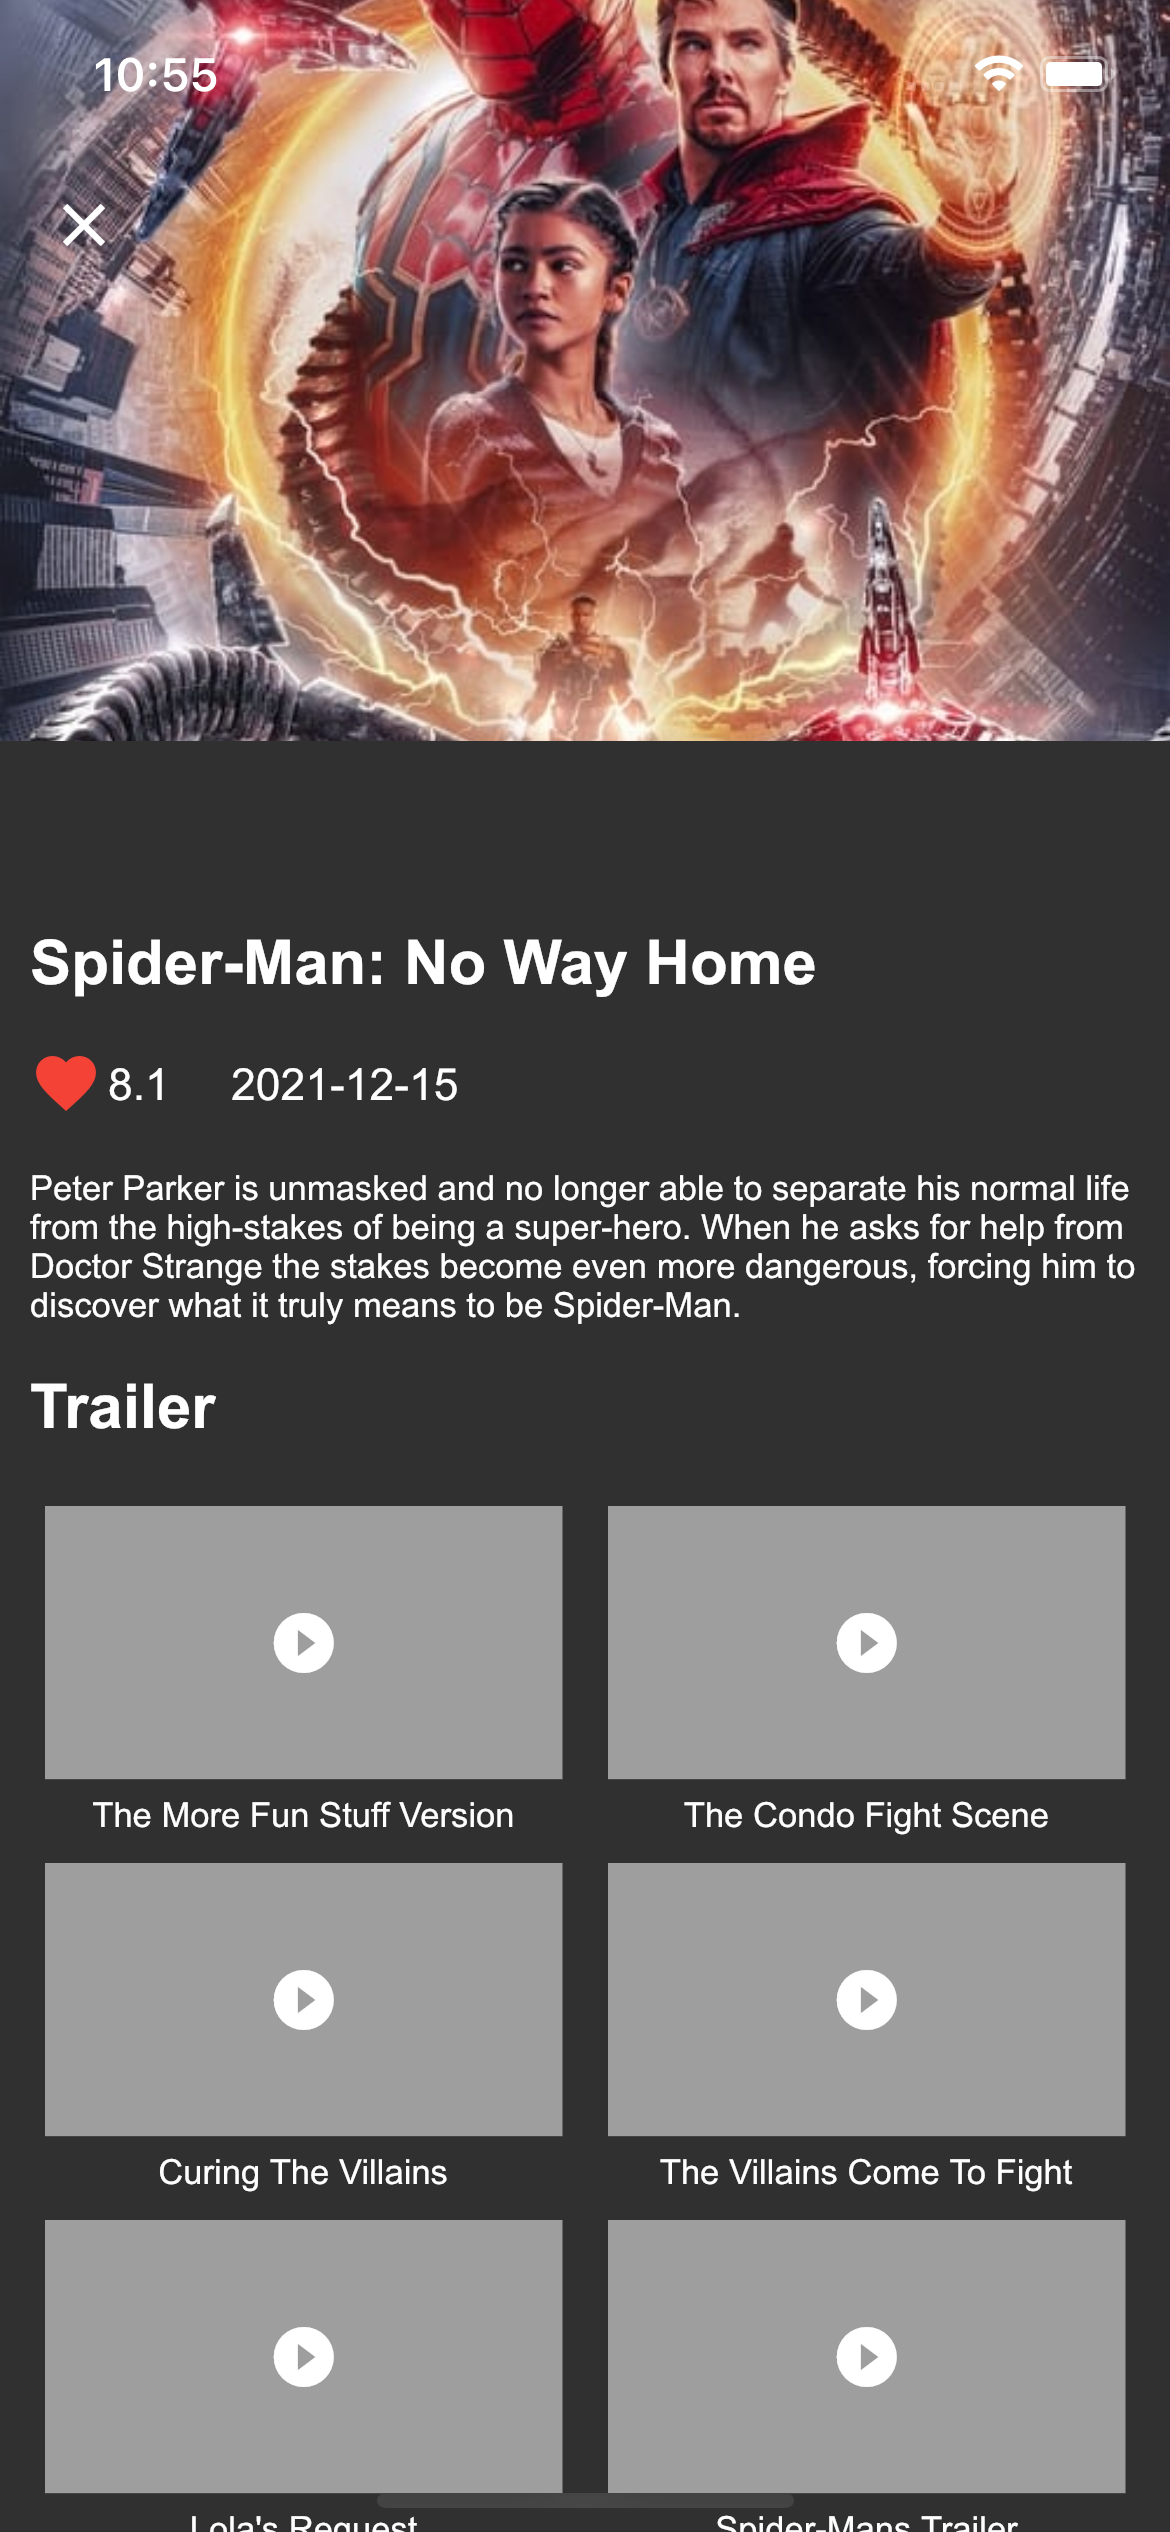 10:55
Spider-Man: No Way Home
8.1 2021-12-15
Peter Parker is unmasked and no longer able to separate his normal life
from the high-stakes of being a super-hero. When he asks for help from
Doctor Strange the stakes become even more dangerous, forcing him to
discover what it truly means to be Spider-Man.
Trailer
The More Fun Stuff Version
The Condo Fight Scene
Curing The Villains
The Villains Come To Fight
Lola's Request
Spider-Mans Trailer